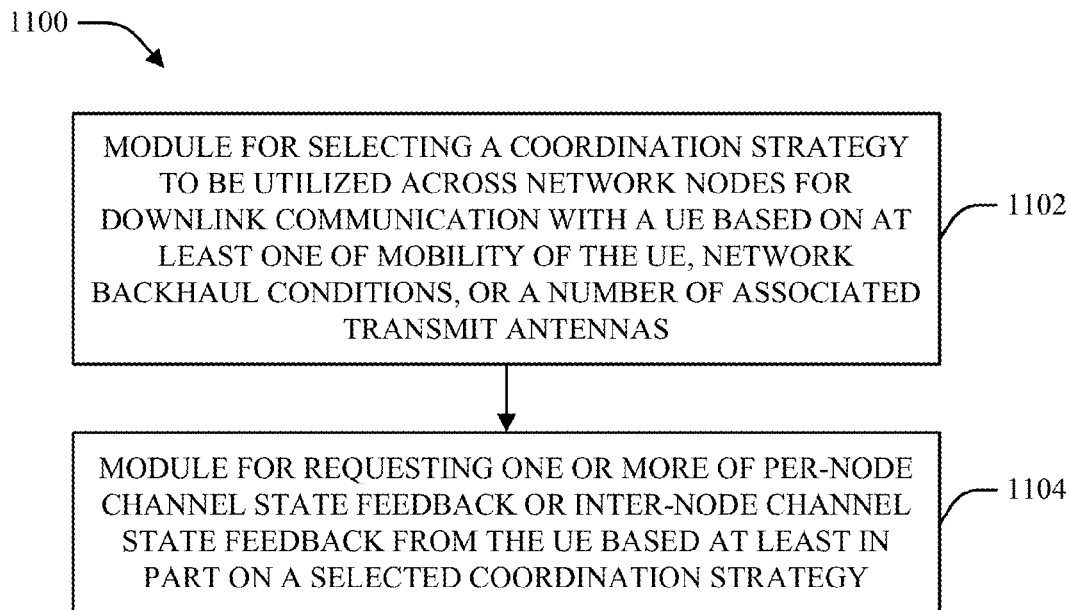 1100
MODULE FOR SELECTING A COORDINATION STRATEGY
TO BE UTILIZED ACROSS NETWORK NODES FOR
DOWNLINK COMMUNICATION WITH A UE BASED ON AT
LEAST ONE OF MOBILITY OF THE UE, NETWORK
BACKHAUL CONDITIONS, OR A NUMBER OF ASSOCIATED
TRANSMIT ANTENNAS
1102
MODULE FOR REQUESTING ONE OR MORE OF PER-NODE
CHANNEL STATE FEEDBACK OR INTER-NODE CHANNEL
STATE FEEDBACK FROM THE UE BASED AT LEAST IN
PART ON A SELECTED COORDINATION STRATEGY
1104